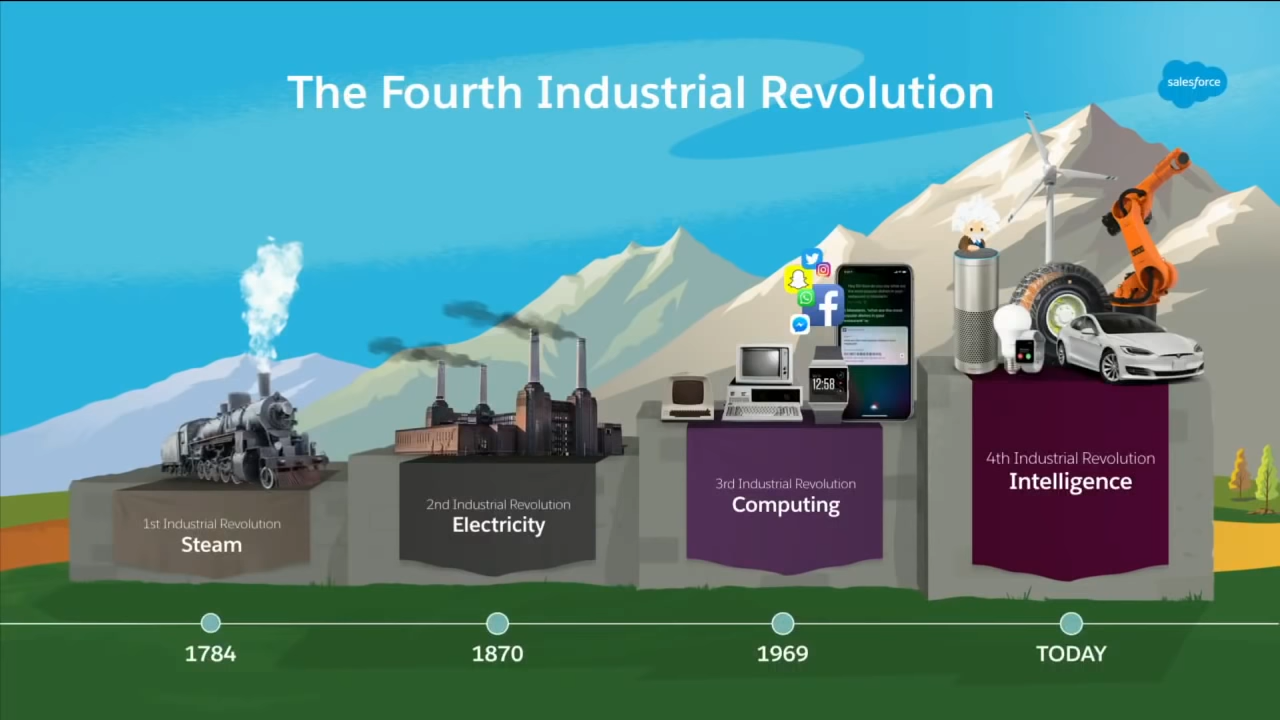 The Fourth Industrial Revolution
salesforce
12:58
1st Industrial Revolution
Steam
2nd Industrial Revolution
Electricity
3rd Industrial Revolution
Computing
4th Industrial Revolution
Intelligence
1784
1870
1969
TODAY